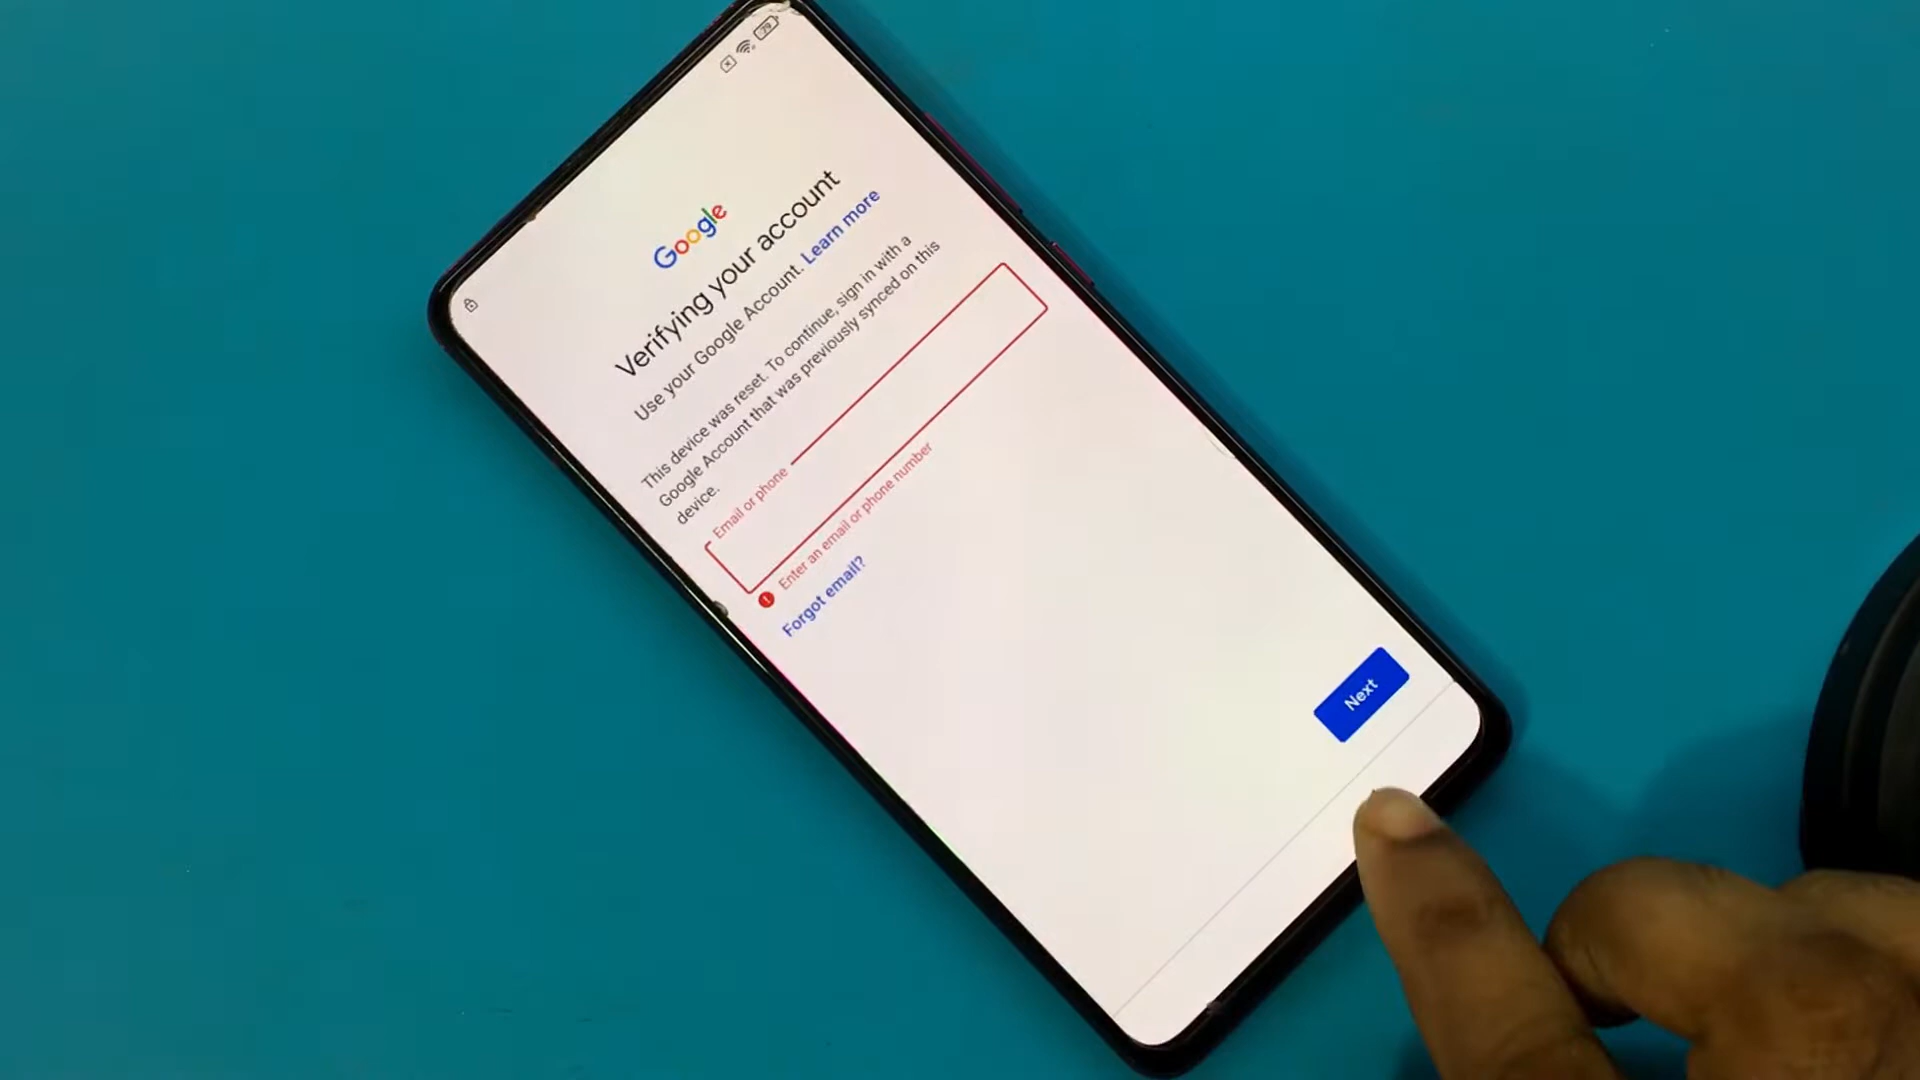 79
Google
Verifying your account
Use your Google Account. Learn more
This device was reset. To continue, sign in with a
Google Account that was previously synced on this
device.
Email or phone
Enter an email or phone number
Forgot email?
Next